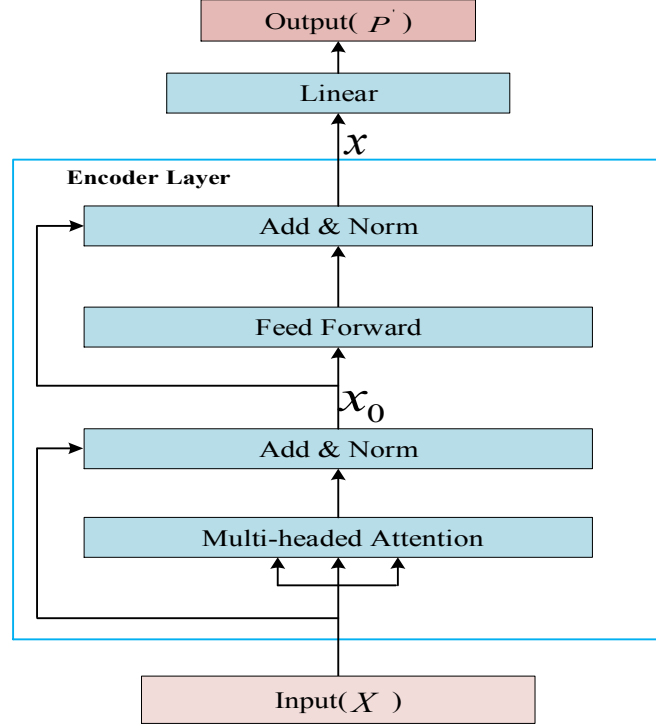 Output( P ' )
Linear
x
Encoder Layer
Add & Norm
Feed Forward
x₀
Add & Norm
Multi-headed Attention
Input( X )